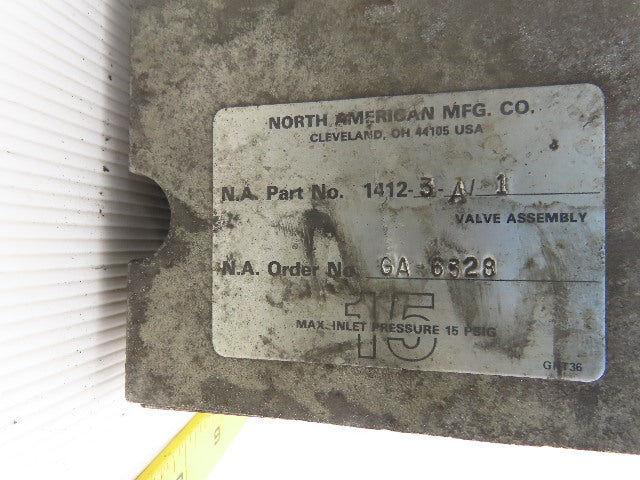 NORTH AMERICAN MFG. CO.
CLEVELAND, OH 44105 USA
N.A. Part No. 1412-3-A/1
VALVE ASSEMBLY
N.A. Order No. GA 6328
15
MAX. INLET PRESSURE 15 PSIG